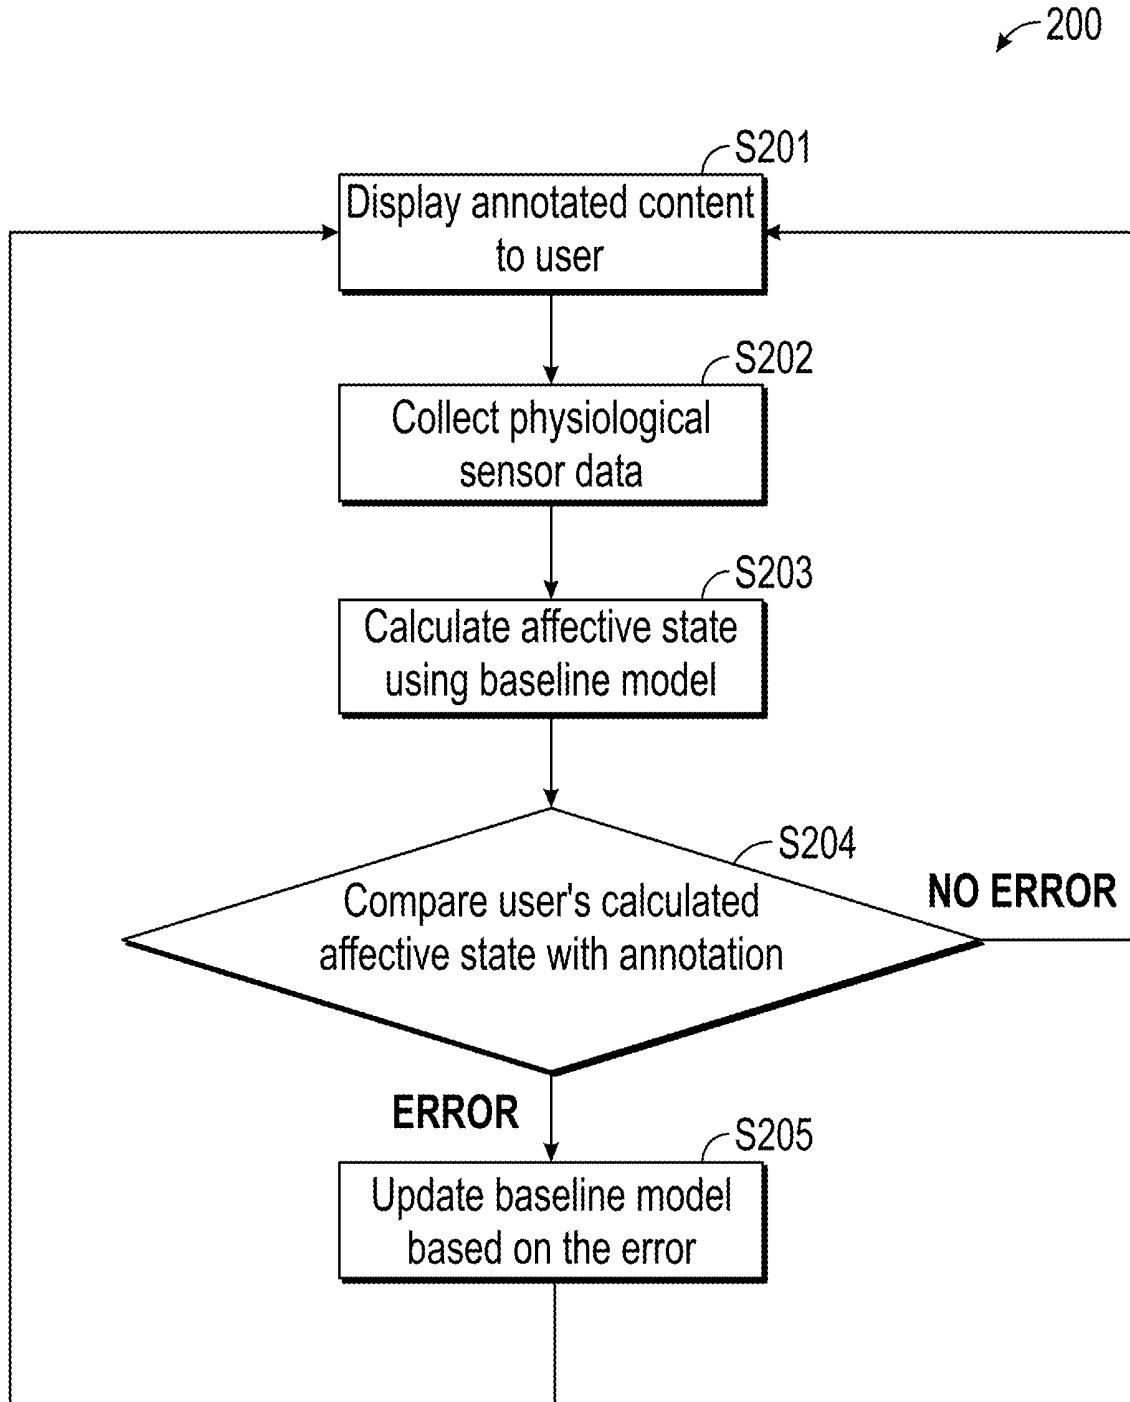 200
S201
Display annotated content
to user
S202
Collect physiological
sensor data
S203
Calculate affective state
using baseline model
S204
Compare user's calculated
affective state with annotation
NO ERROR
ERROR
S205
Update baseline model
based on the error